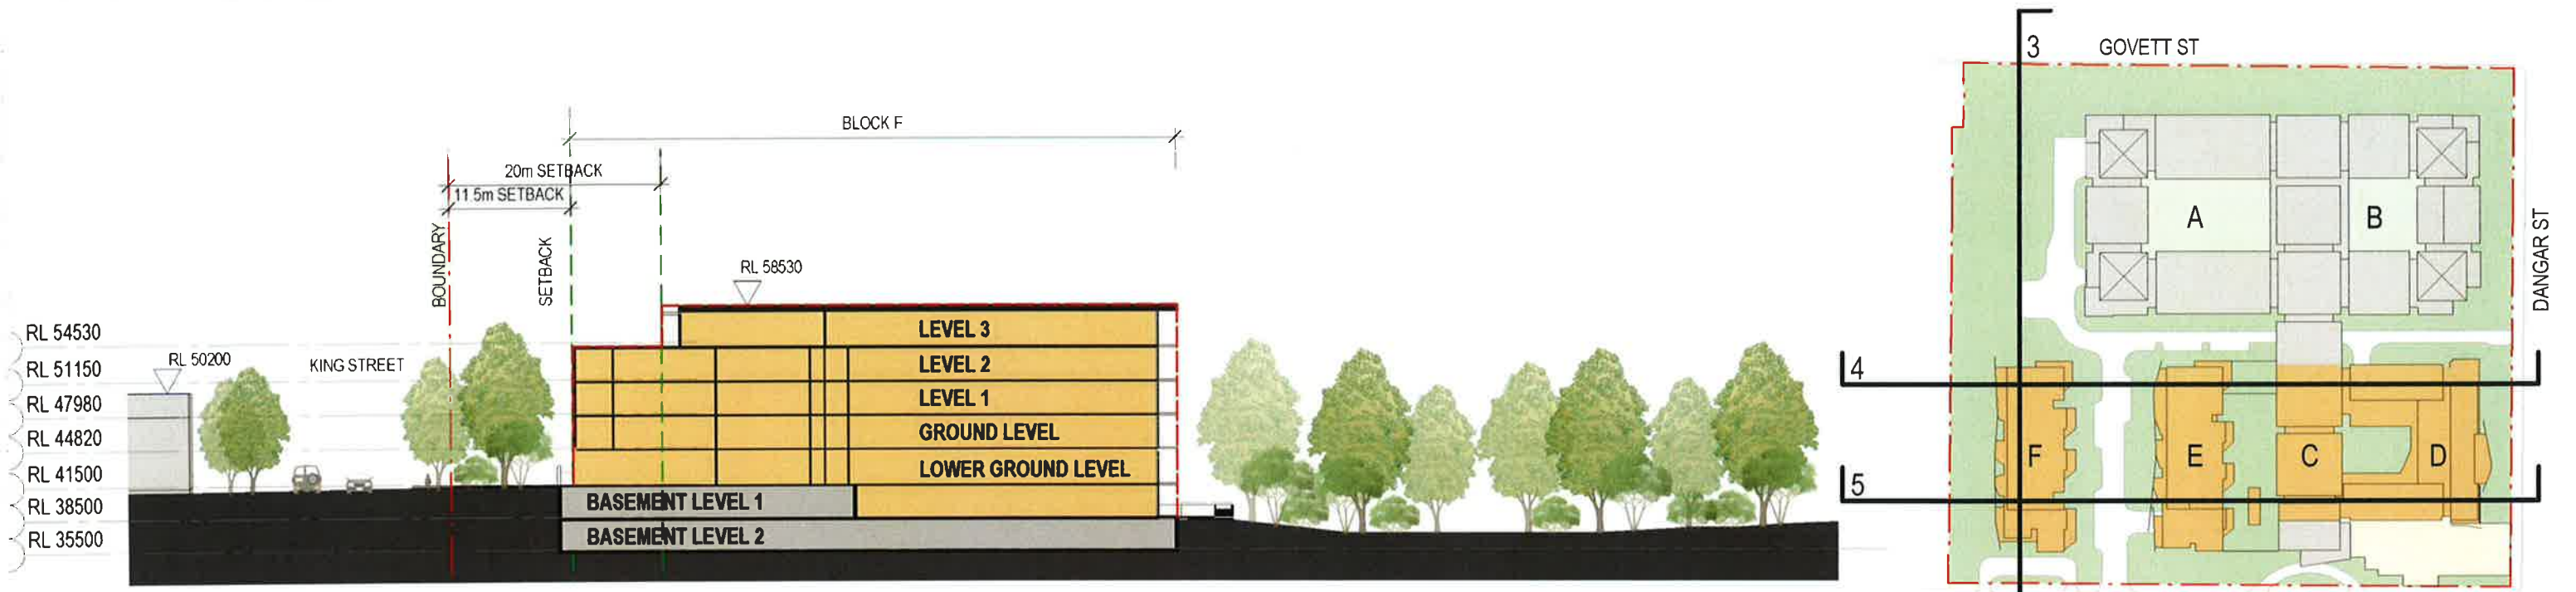 BLOCK F
20m SETBACK
11.5m SETBACK
BOUNDARY
SETBACK
RL 58530
RL 54530
RL 51150
RL 47980
RL 44820
RL 41500
RL 38500
RL 35500
RL 50200
KING STREET
LEVEL 3
LEVEL 2
LEVEL 1
GROUND LEVEL
LOWER GROUND LEVEL
BASEMENT LEVEL 1
BASEMENT LEVEL 2
3
GOVETT ST
A
B
DANGAR ST
4
F
E
C
D
5